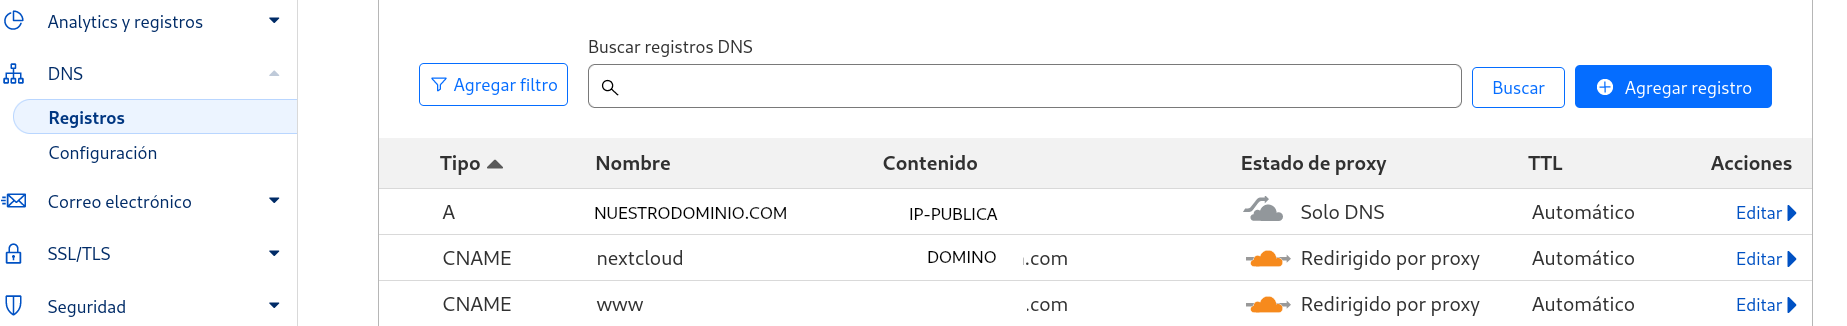 Analytics y registros
DNS
Registros
Configuración
Correo electrónico
SSL/TLS
Seguridad
Buscar registros DNS
Agregar filtro
Buscar
Agregar registro
Tipo Nombre Contenido Estado de proxy TTL Acciones
A NUESTRODOMINIO.COM IP-PUBLICA Solo DNS Automático Editar
CNAME nextcloud DOMINO .com Redirigido por proxy Automático Editar
CNAME www .com Redirigido por proxy Automático Editar